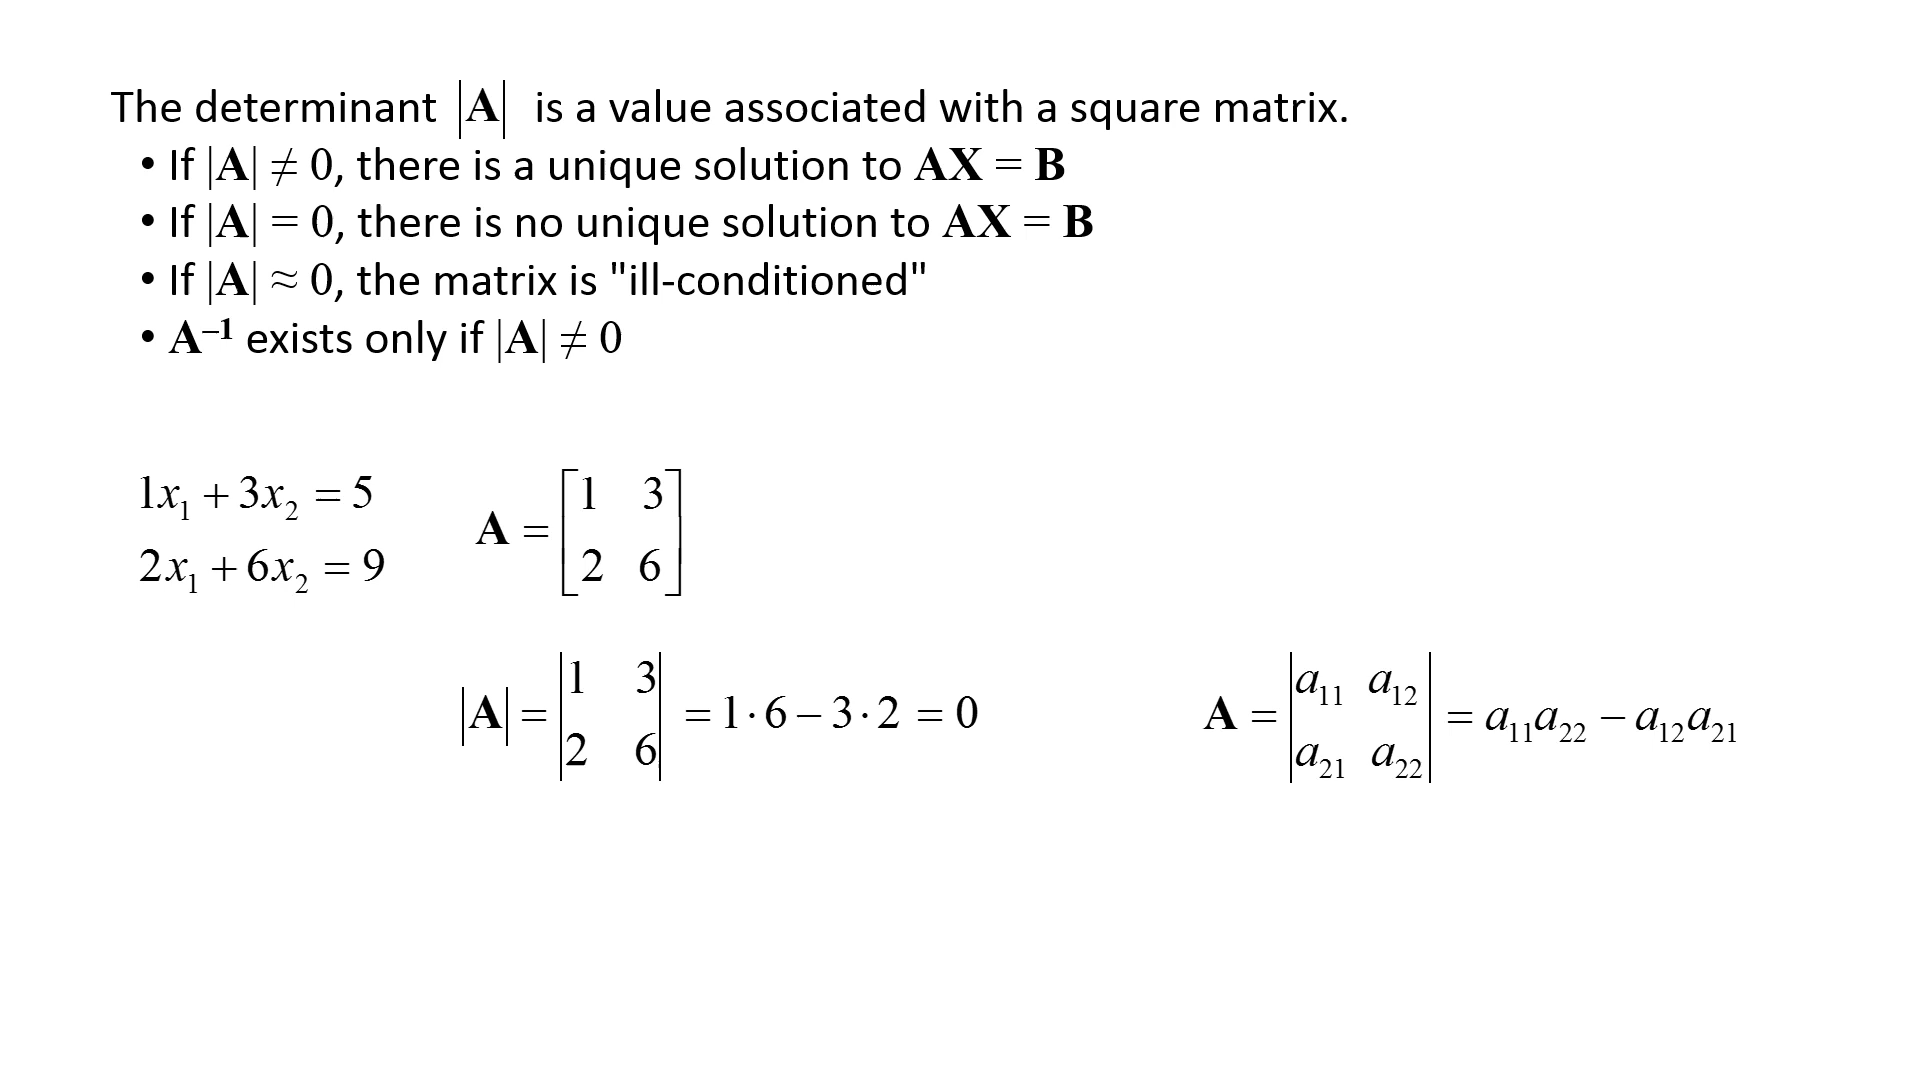 The determinant |A| is a value associated with a square matrix.
• If |A| ≠ 0, there is a unique solution to AX = B
• If |A| = 0, there is no unique solution to AX = B
• If |A| ≈ 0, the matrix is "ill-conditioned"
• A⁻¹ exists only if |A| ≠ 0
1x₁ + 3x₂ = 5
2x₁ + 6x₂ = 9
A = [1 3
2 6]
|A| = |1 3
2 6| = 1·6 − 3·2 = 0
A = |a₁₁ a₁₂
a₂₁ a₂₂| = a₁₁a₂₂ − a₁₂a₂₁